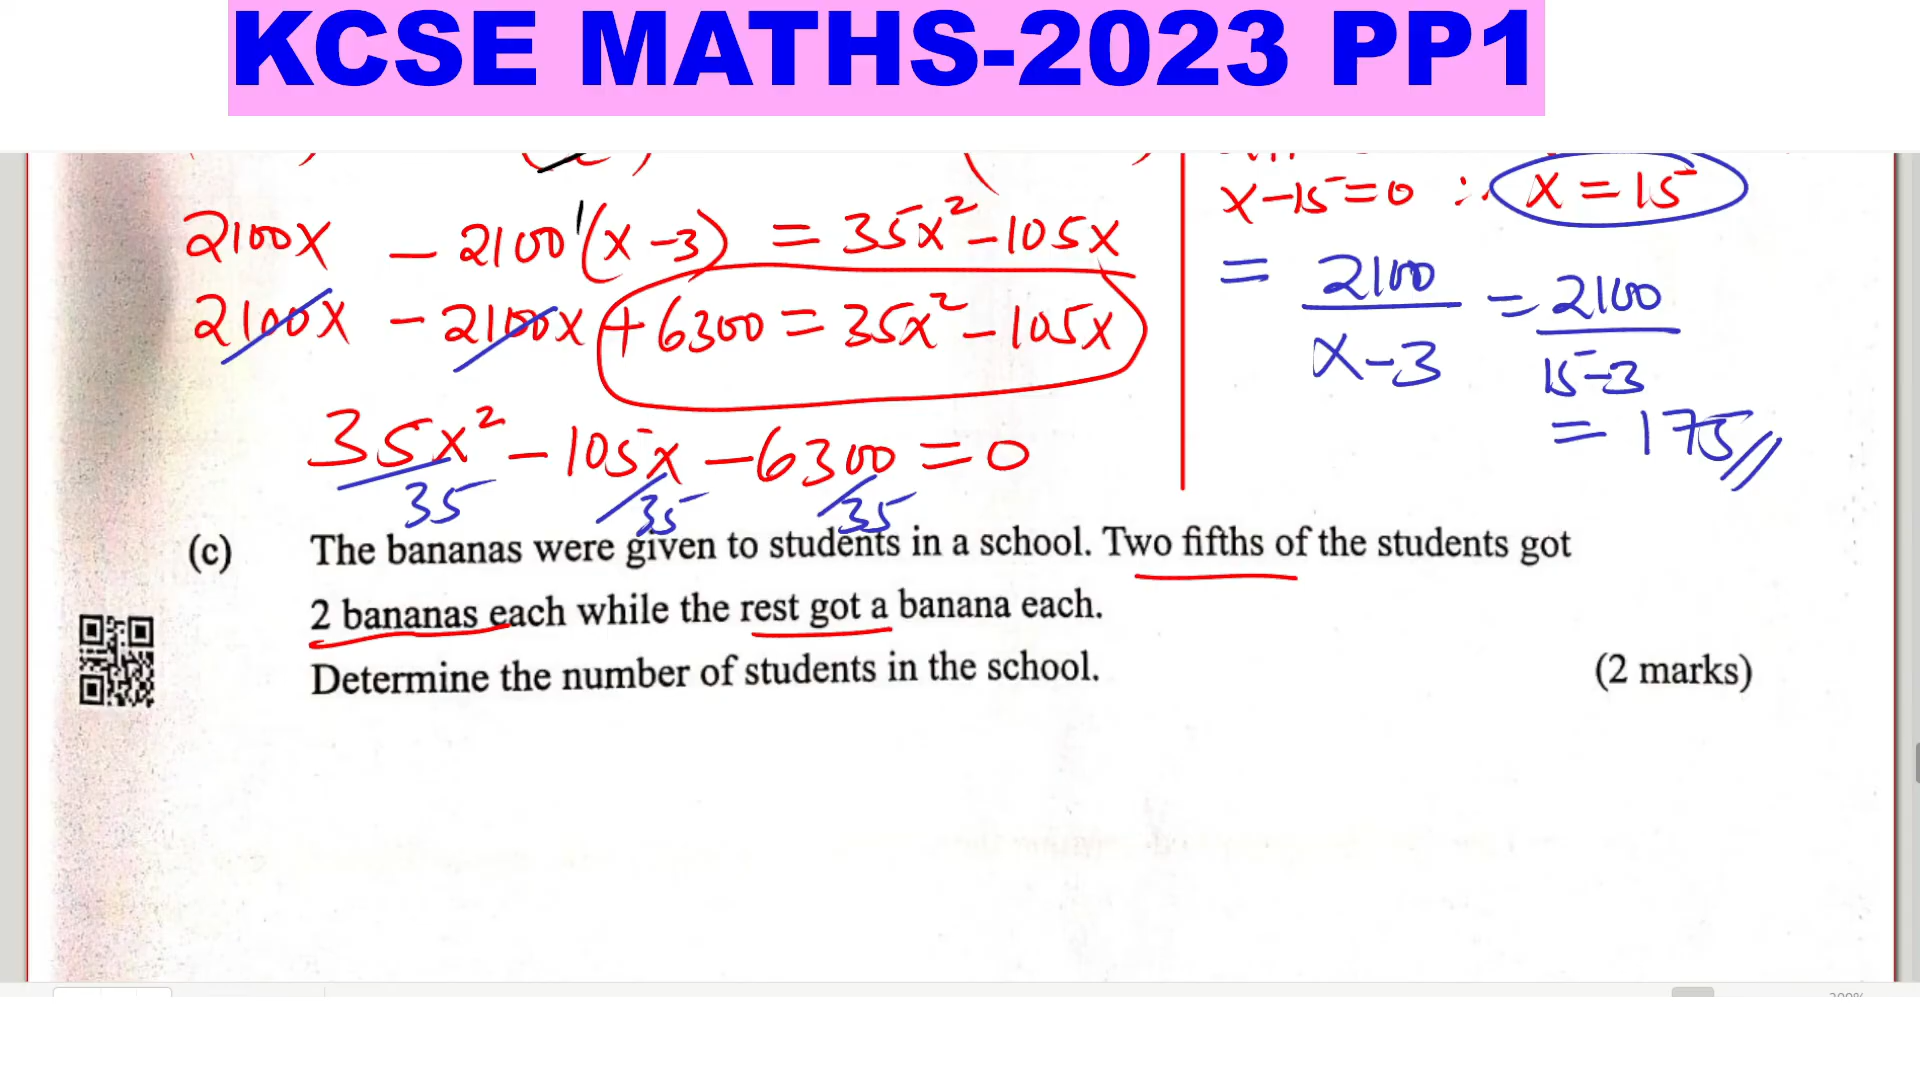 KCSE MATHS-2023 PP1
2100x - 2100(x-3) = 35x² - 105x
2100x - 2100x + 6300 = 35x² - 105x
35x² - 105x - 6300 = 0
35 35 35
x-15=0 ∴ x=15
= 2100/x-3 = 2100/15-3
= 175//
(c) The bananas were given to students in a school. Two fifths of the students got
2 bananas each while the rest got a banana each.
Determine the number of students in the school. (2 marks)